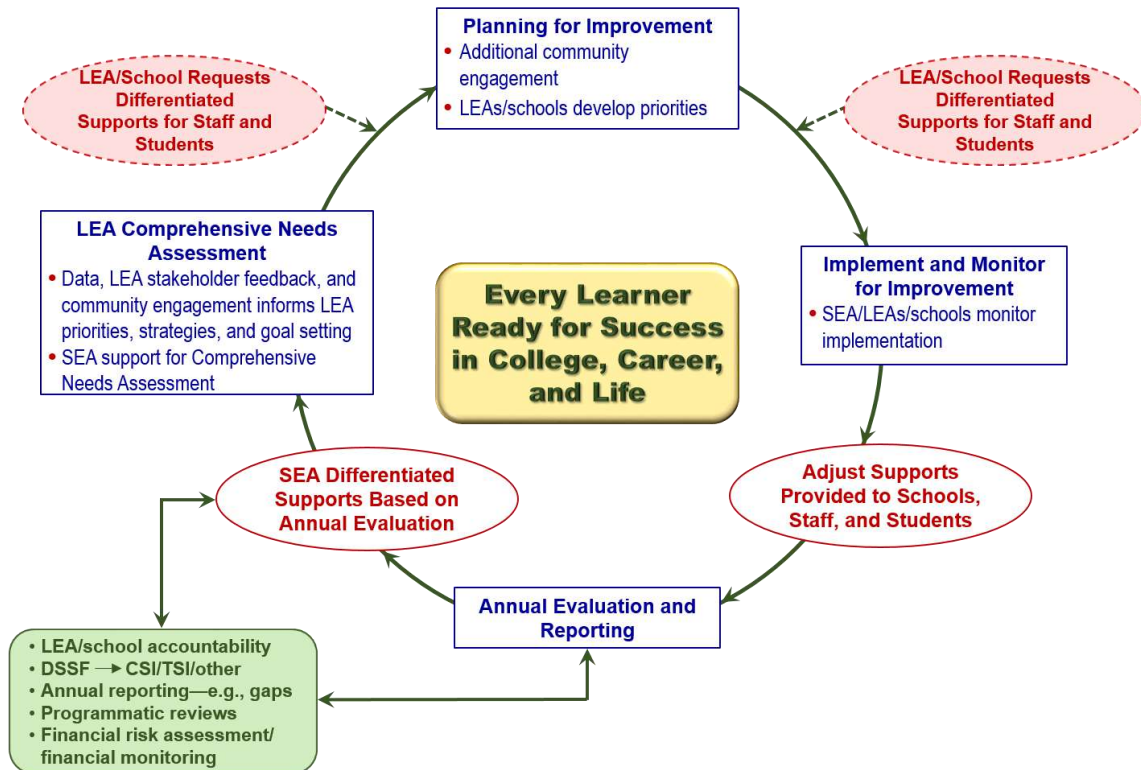 Planning for Improvement
• Additional community
engagement
• LEAs/schools develop priorities
LEA/School Requests
Differentiated
Supports for Staff and
Students
LEA/School Requests
Differentiated
Supports for Staff and
Students
LEA Comprehensive Needs
Assessment
• Data, LEA stakeholder feedback, and
community engagement informs LEA
priorities, strategies, and goal setting
• SEA support for Comprehensive
Needs Assessment
Every Learner
Ready for Success
in College, Career,
and Life
Implement and Monitor
for Improvement
• SEA/LEAs/schools monitor
implementation
SEA Differentiated
Supports Based on
Annual Evaluation
Adjust Supports
Provided to Schools,
Staff, and Students
Annual Evaluation and
Reporting
• LEA/school accountability
• DSSF → CSI/TSI/other
• Annual reporting—e.g., gaps
• Programmatic reviews
• Financial risk assessment/
financial monitoring